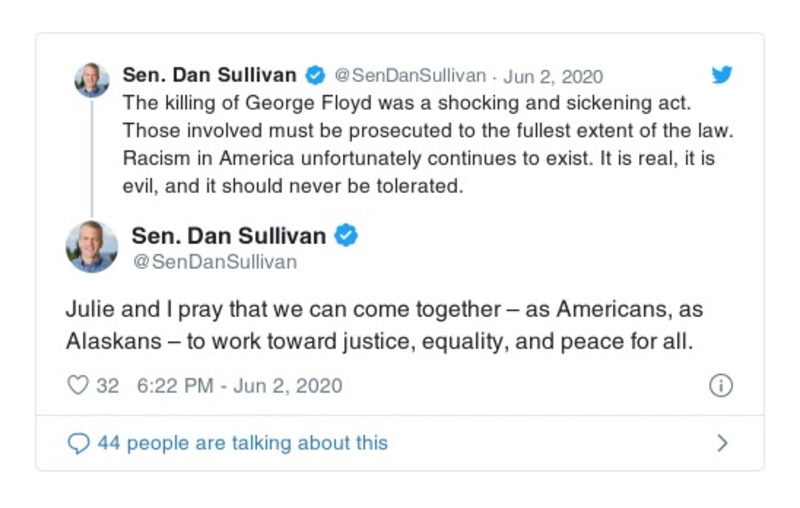 Sen. Dan Sullivan @SenDanSullivan · Jun 2, 2020
The killing of George Floyd was a shocking and sickening act.
Those involved must be prosecuted to the fullest extent of the law.
Racism in America unfortunately continues to exist. It is real, it is
evil, and it should never be tolerated.
Sen. Dan Sullivan
@SenDanSullivan
Julie and I pray that we can come together – as Americans, as
Alaskans – to work toward justice, equality, and peace for all.
32 6:22 PM - Jun 2, 2020
44 people are talking about this